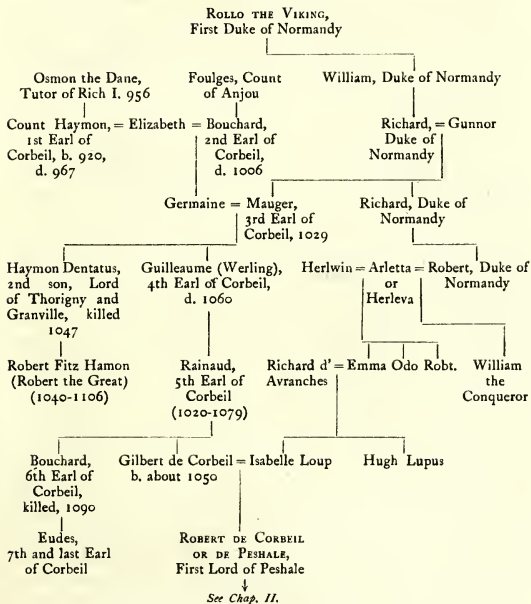 ROLLO THE VIKING,
First Duke of Normandy
Osmon the Dane,
Tutor of Rich I. 956
Foulges, Count
of Anjou
William, Duke of Normandy
Count Haymon, = Elizabeth = Bouchard,
1st Earl of
Corbeil, b. 920,
d. 967
2nd Earl of
Corbeil,
d. 1006
Richard, = Gunnor
Duke of
Normandy
Germaine = Mauger,
3rd Earl of
Corbeil, 1029
Richard, Duke of
Normandy
Haymon Dentatus,
2nd son, Lord
of Thorigny and
Granville, killed
1047
Guilleaume (Werling),
4th Earl of Corbeil,
d. 1060
Herlwin = Arletta = Robert, Duke of
or
Herleva
Normandy
Robert Fitz Hamon
(Robert the Great)
(1040-1106)
Rainaud,
5th Earl of
Corbeil
(1020-1079)
Richard d' = Emma Odo Robt.
Avranches
William
the
Conqueror
Bouchard,
6th Earl of
Corbeil,
killed, 1090
Gilbert de Corbeil = Isabelle Loup
b. about 1050
Hugh Lupus
Eudes,
7th and last Earl
of Corbeil
ROBERT DE CORBEIL
OR DE PESHALE,
First Lord of Peshale
See Chap. II.